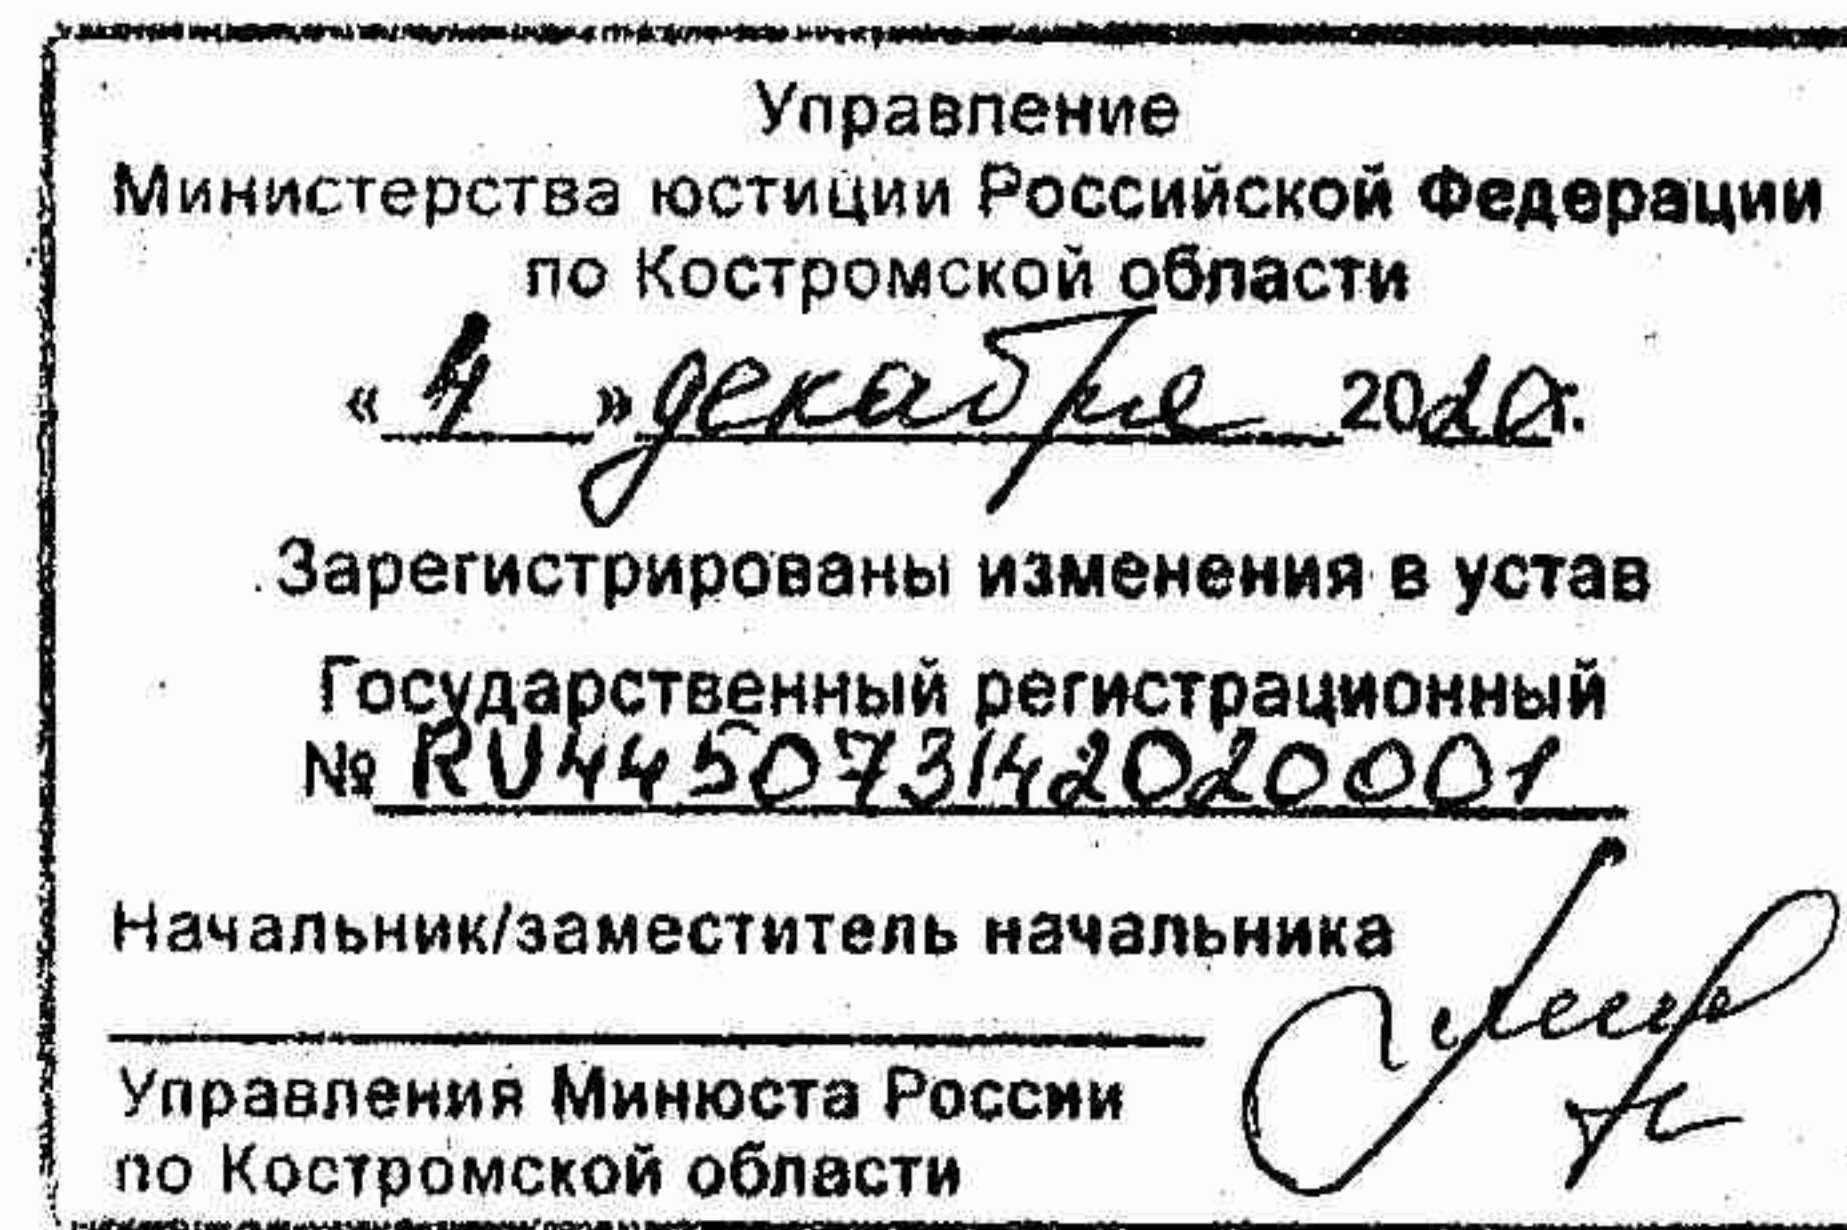 Управление
Министерства юстиции Российской Федерации
по Костромской области
«4» декабря 2020г.
Зарегистрированы изменения в устав
Государственный регистрационный
№ RU445073142020001
Начальник/заместитель начальника
Управления Минюста России
по Костромской области